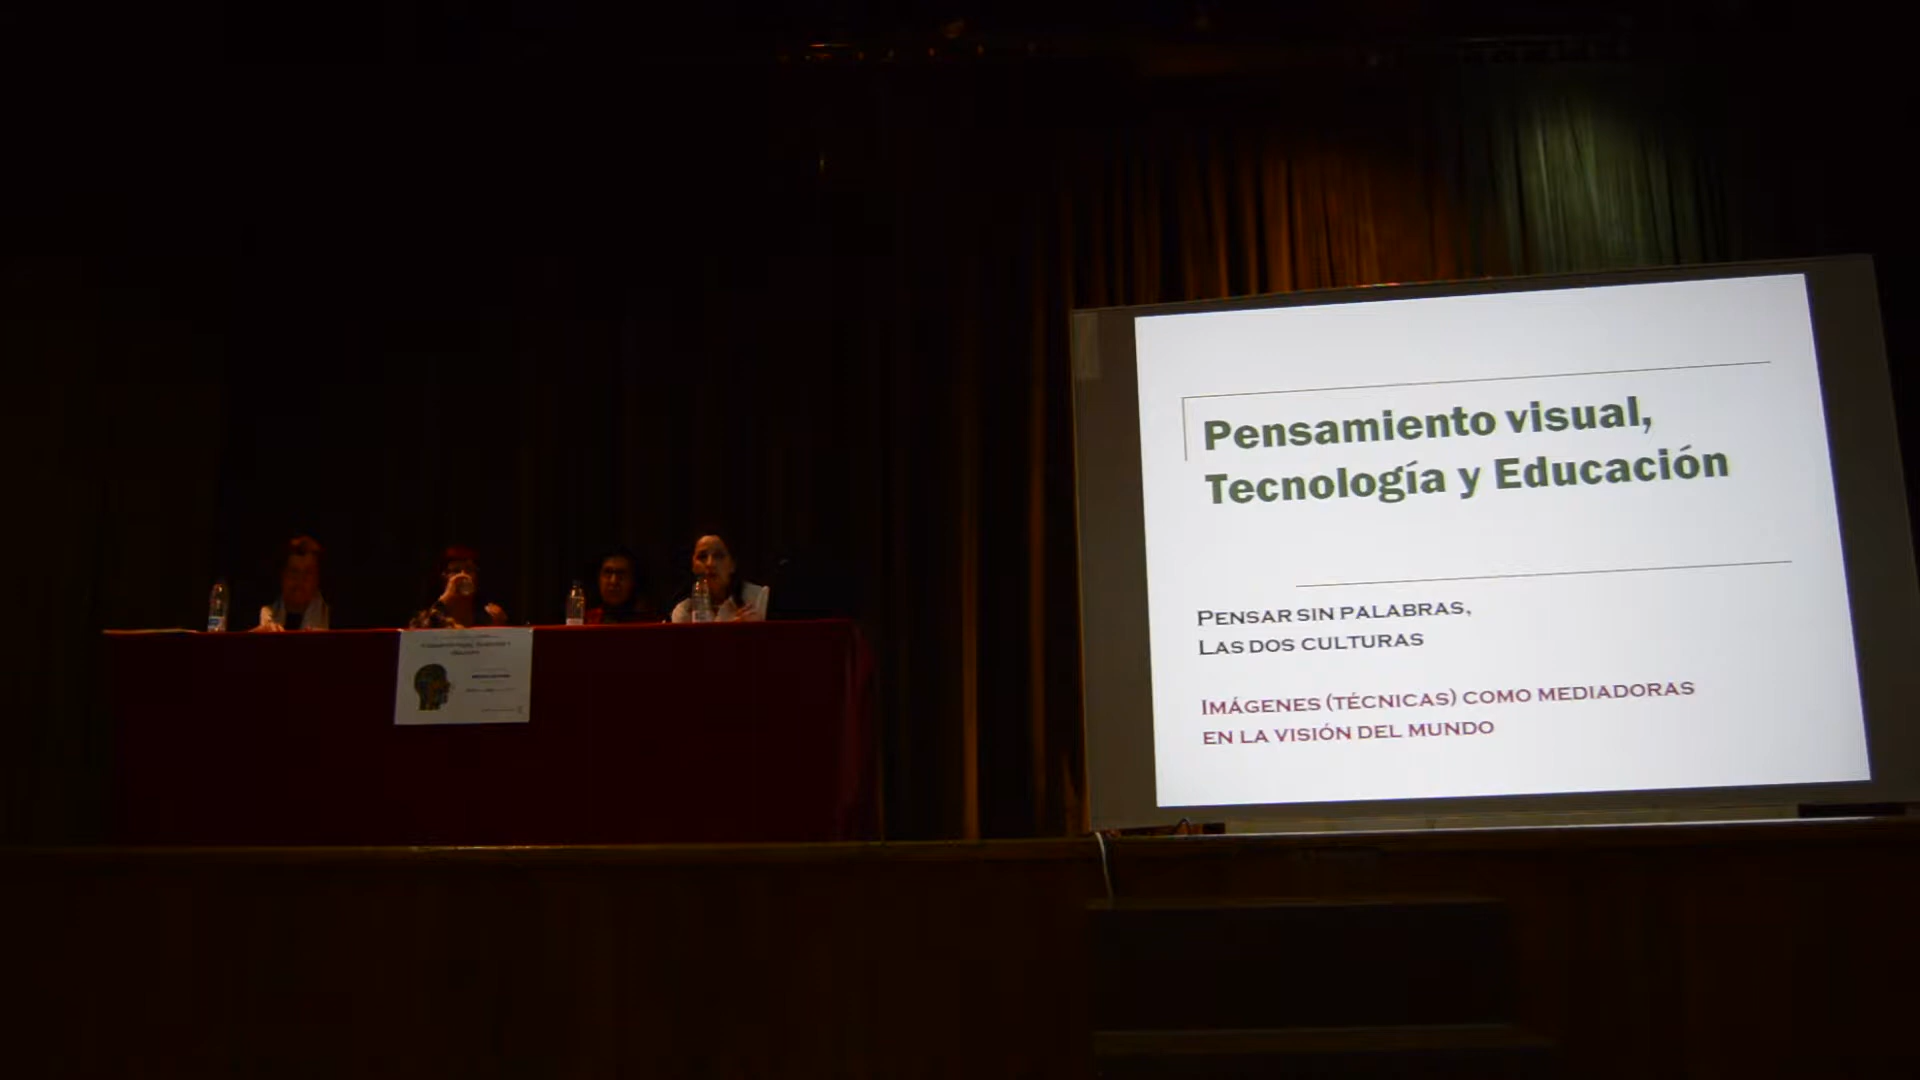 Pensamiento visual,
Tecnología y Educación
PENSAR SIN PALABRAS,
LAS DOS CULTURAS
IMÁGENES (TÉCNICAS) COMO MEDIADORAS
EN LA VISIÓN DEL MUNDO